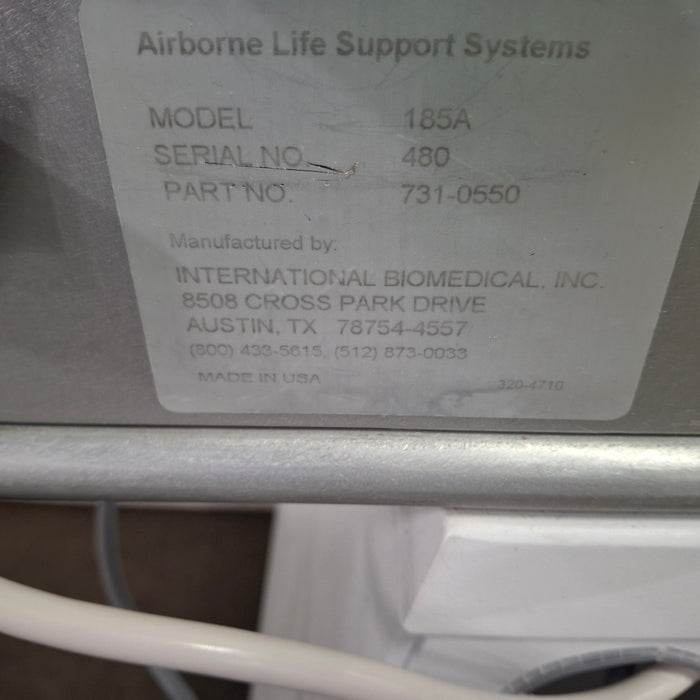 Airborne Life Support Systems
MODEL 185A
SERIAL NO. 480
PART NO. 731-0550
Manufactured by:
INTERNATIONAL BIOMEDICAL, INC.
8508 CROSS PARK DRIVE
AUSTIN, TX 78754-4557
(800) 433-5615, (512) 873-0033
MADE IN USA 320-4710